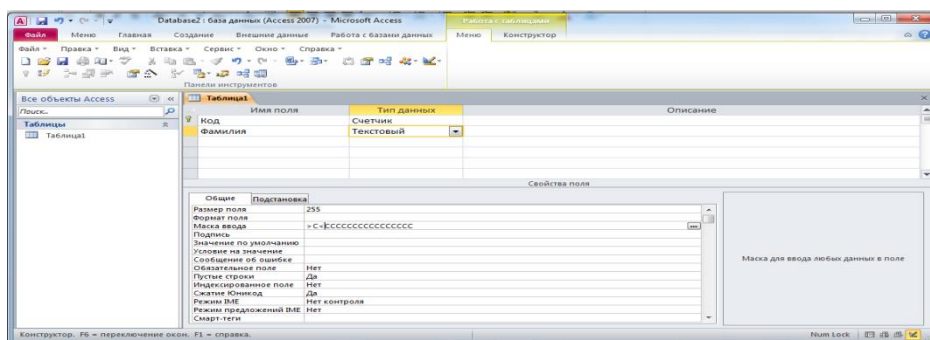 Database2 : база данных (Access 2007) - Microsoft Access
Работа с таблицами
Файл Меню Главная Создание Внешние данные Работа с базами данных Меню Конструктор
Файл Правка Вид Вставка Сервис Окно Справка
Панели инструментов
Все объекты Access
Поиск...
Таблицы
Таблица1
Таблица1
Имя поля Тип данных Описание
Код Счетчик
Фамилия Текстовый
Свойства поля
Общие Подстановка
Размер поля 255
Формат поля
Маска ввода
Подпись
Значение по умолчанию
Условие на значение
Сообщение об ошибке
Обязательное поле Нет
Пустые строки Да
Индексированное поле Нет
Сжатие Юникод Да
Режим IME Нет контроля
Режим предложений IME Нет
Смарт-теги
Маска для ввода любых данных в поле
Конструктор. F6 = переключение окон. F1 = справка. Num Lock